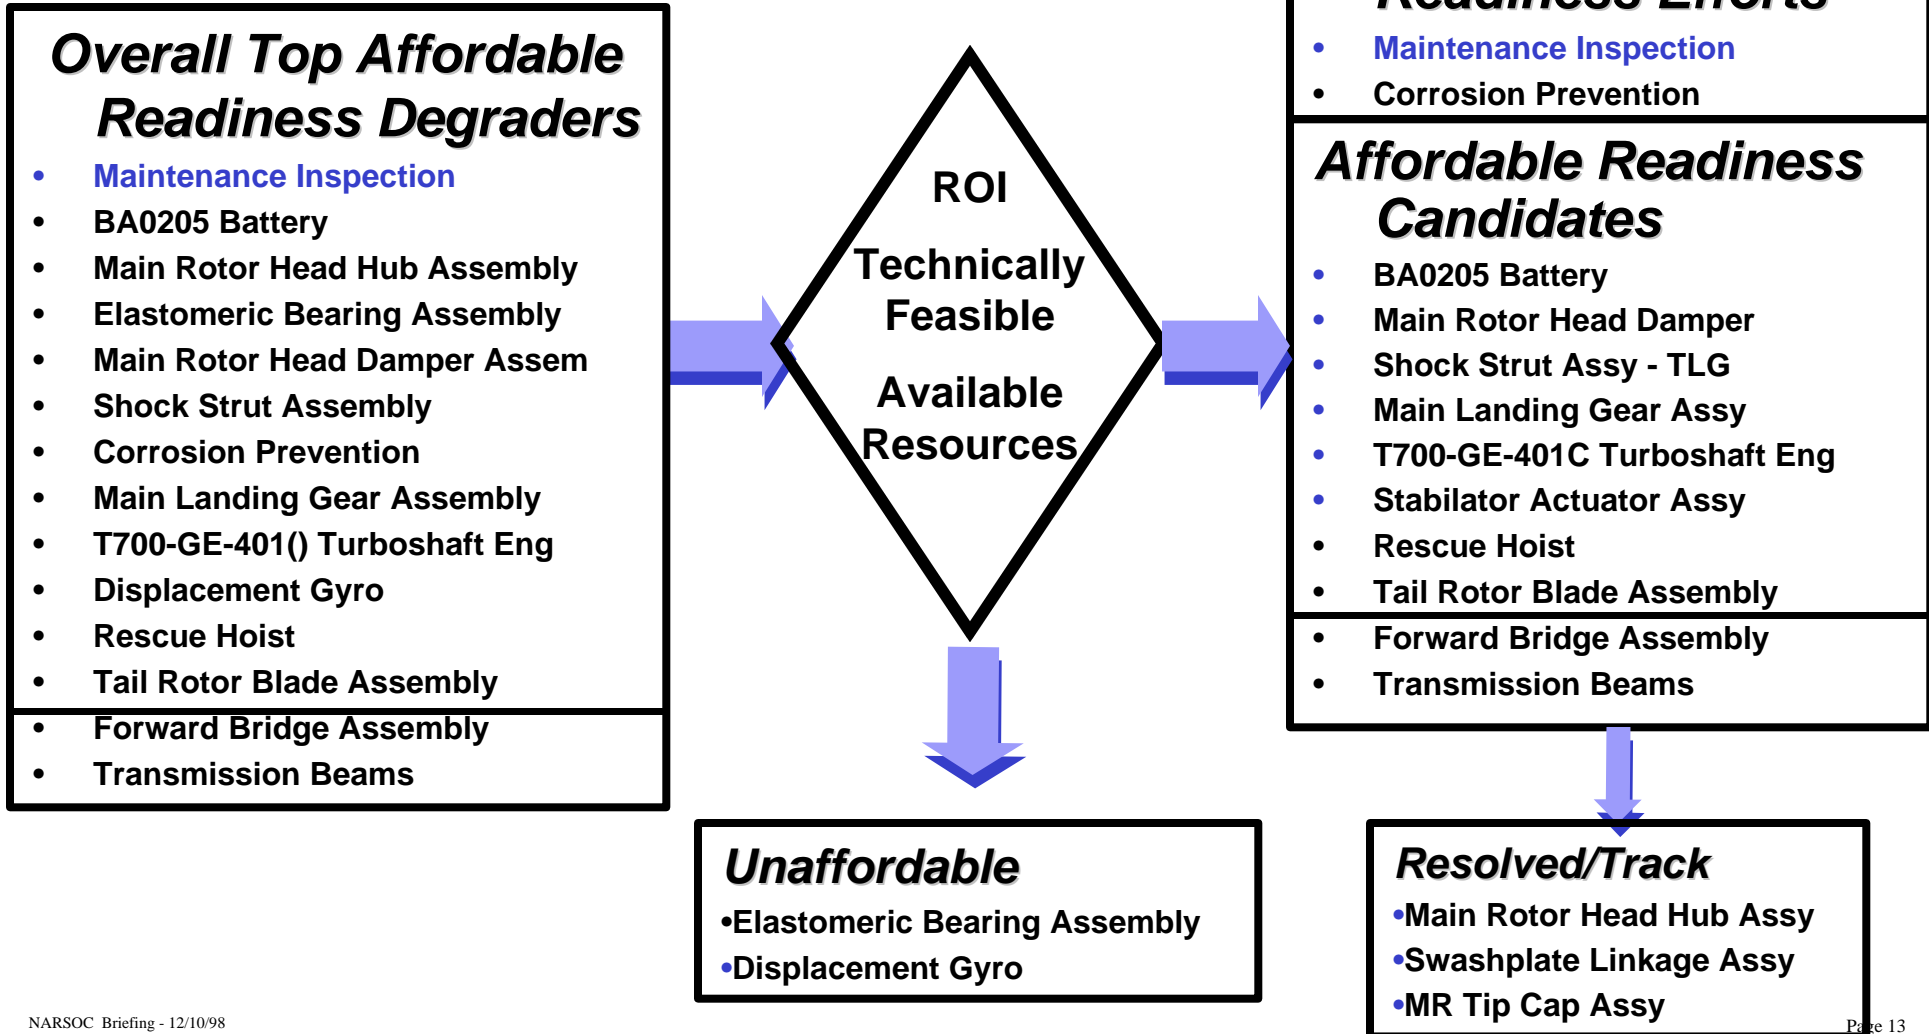 Overall Top Affordable
Readiness Degraders
• Maintenance Inspection
• BA0205 Battery
• Main Rotor Head Hub Assembly
• Elastomeric Bearing Assembly
• Main Rotor Head Damper Assem
• Shock Strut Assembly
• Corrosion Prevention
• Main Landing Gear Assembly
• T700-GE-401() Turboshaft Eng
• Displacement Gyro
• Rescue Hoist
• Tail Rotor Blade Assembly
• Forward Bridge Assembly
• Transmission Beams
ROI
Technically
Feasible
Available
Resources
Readiness Efforts
• Maintenance Inspection
• Corrosion Prevention
Affordable Readiness
Candidates
• BA0205 Battery
• Main Rotor Head Damper
• Shock Strut Assy - TLG
• Main Landing Gear Assy
• T700-GE-401C Turboshaft Eng
• Stabilator Actuator Assy
• Rescue Hoist
• Tail Rotor Blade Assembly
• Forward Bridge Assembly
• Transmission Beams
Unaffordable
•Elastomeric Bearing Assembly
•Displacement Gyro
Resolved/Track
•Main Rotor Head Hub Assy
•Swashplate Linkage Assy
•MR Tip Cap Assy
NARSOC Briefing - 12/10/98
Page 13